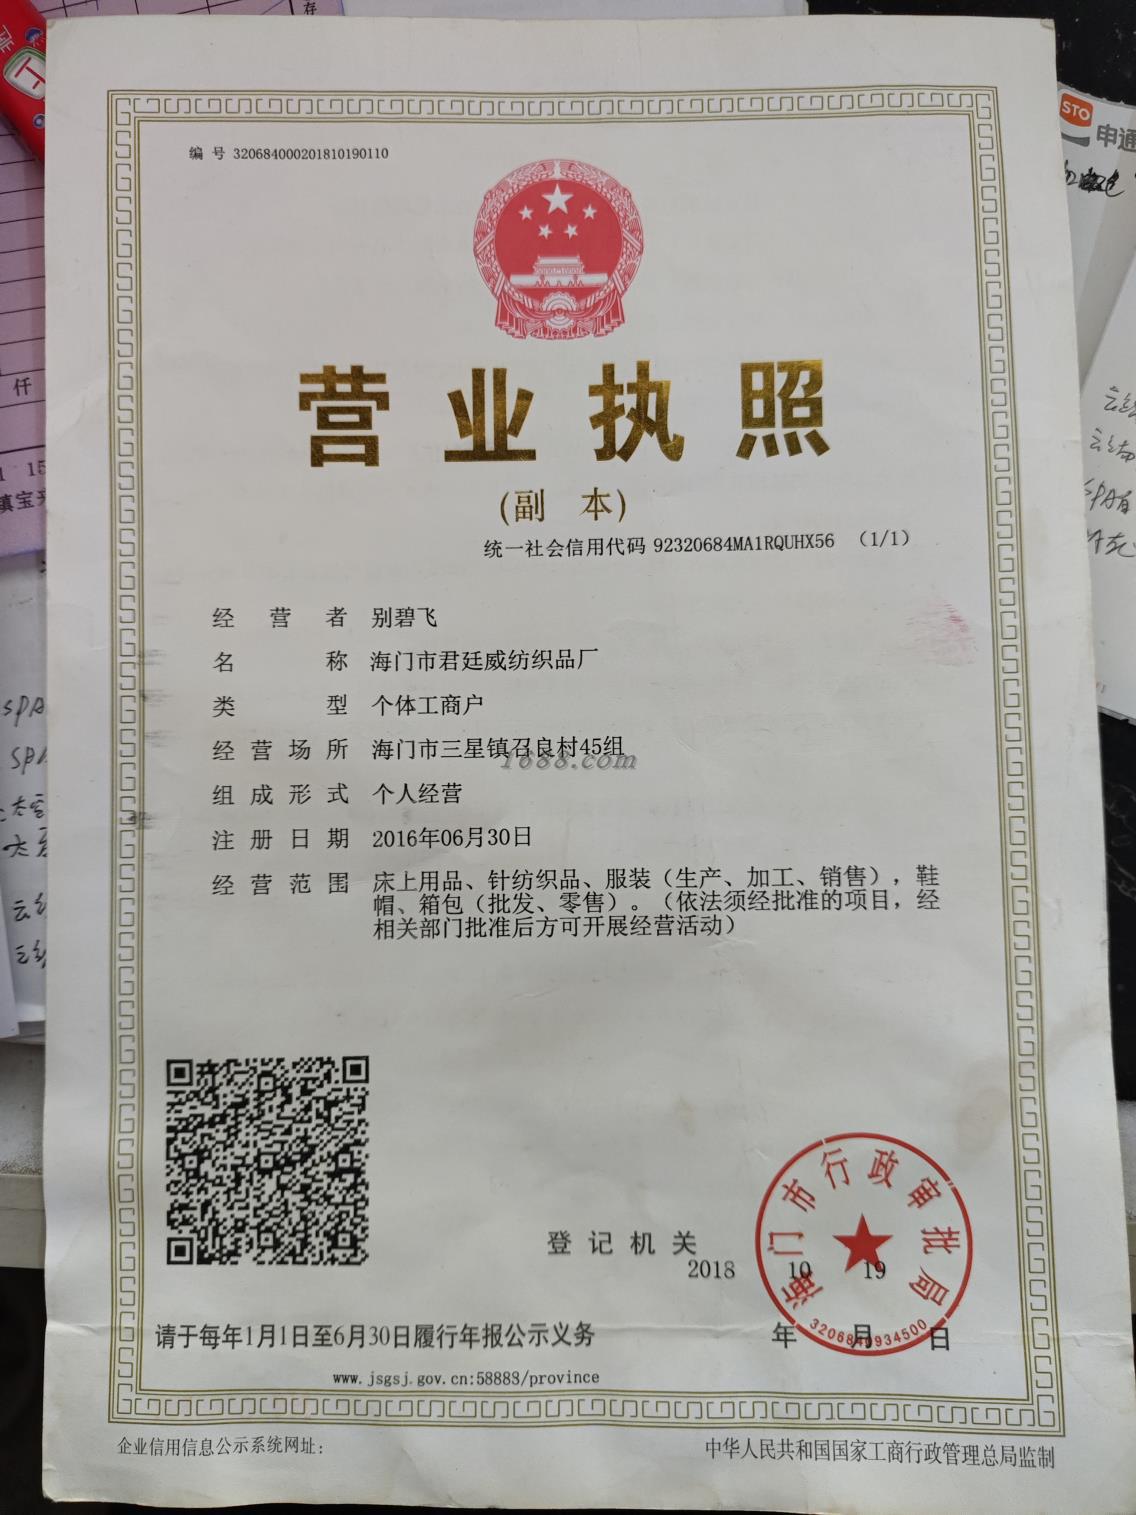 编 号 320684000201810190110
营业执照
(副 本)
统一社会信用代码 92320684MA1RQUHX56 （1/1）
经营者 别碧飞
名称 海门市君廷威纺织品厂
类型 个体工商户
经营场所 海门市三星镇召良村45组
1688.com
组成形式 个人经营
注册日期 2016年06月30日
经营范围 床上用品、针纺织品、服装（生产、加工、销售），鞋
帽、箱包（批发、零售）。（依法须经批准的项目，经
相关部门批准后方可开展经营活动）
登记机关
2018 10 19
年 月 日
海门市行政审批局
请于每年1月1日至6月30日履行年报公示义务
www.jsgsj.gov.cn:58888/province
企业信用信息公示系统网址：
中华人民共和国国家工商行政管理总局监制
STO
申通
仟
存